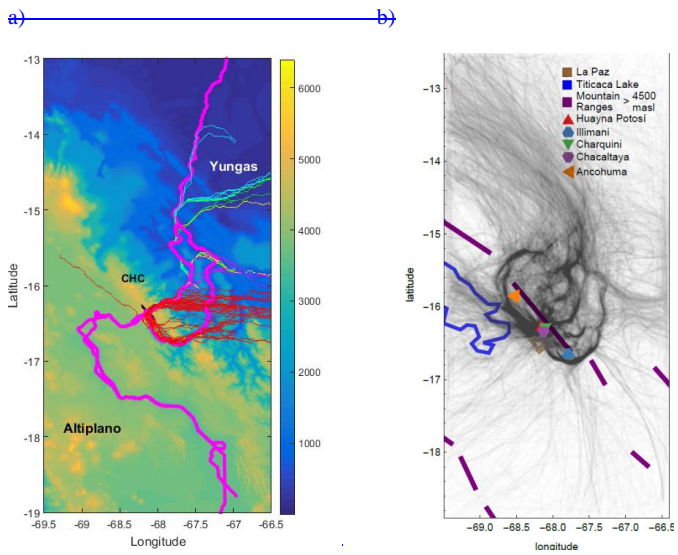 a) b)
-13
-14
-15
-16
-17
-18
-19
-69.5 -69 -68.5 -68 -67.5 -67 -66.5
Latitude
Longitude
Yungas
CHC
Altiplano
6000
5000
4000
3000
2000
1000
La Paz
Titicaca Lake
Mountain Ranges > 4500 masl
Huayna Potosí
Illimani
Charquini
Chacaltaya
Ancohuma
latitude
-13
-14
-15
-16
-17
-18
-69.0 -68.5 -68.0 -67.5 -67.0 -66.5 -66.4
longitude